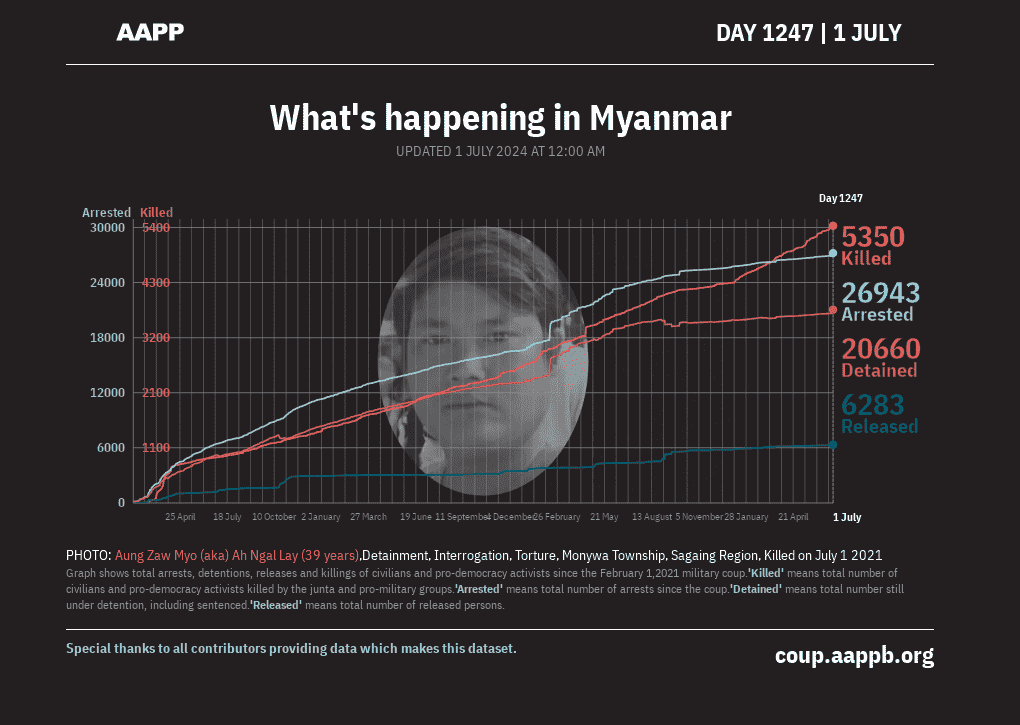 AAPP
DAY 1247 | 1 JULY
What's happening in Myanmar
UPDATED 1 JULY 2024 AT 12:00 AM
Day 1247
Arrested Killed
30000 5400
24000 4300
18000 3200
12000 2100
6000 1100
0
5350
Killed
26943
Arrested
20660
Detained
6283
Released
25 April 18 July 10 October 2 January 27 March 19 June 11 September 4 December 26 February 21 May 13 August 5 November 28 January 21 April 1 July
PHOTO: Aung Zaw Myo (aka) Ah Ngal Lay (39 years),Detainment, Interrogation, Torture, Monywa Township, Sagaing Region, Killed on July 1 2021
Graph shows total arrests, detentions, releases and killings of civilians and pro-democracy activists since the February 1,2021 military coup.'Killed' means total number of
civilians and pro-democracy activists killed by the junta and pro-military groups.'Arrested' means total number of arrests since the coup.'Detained' means total number still
under detention, including sentenced.'Released' means total number of released persons.
Special thanks to all contributors providing data which makes this dataset.
coup.aappb.org